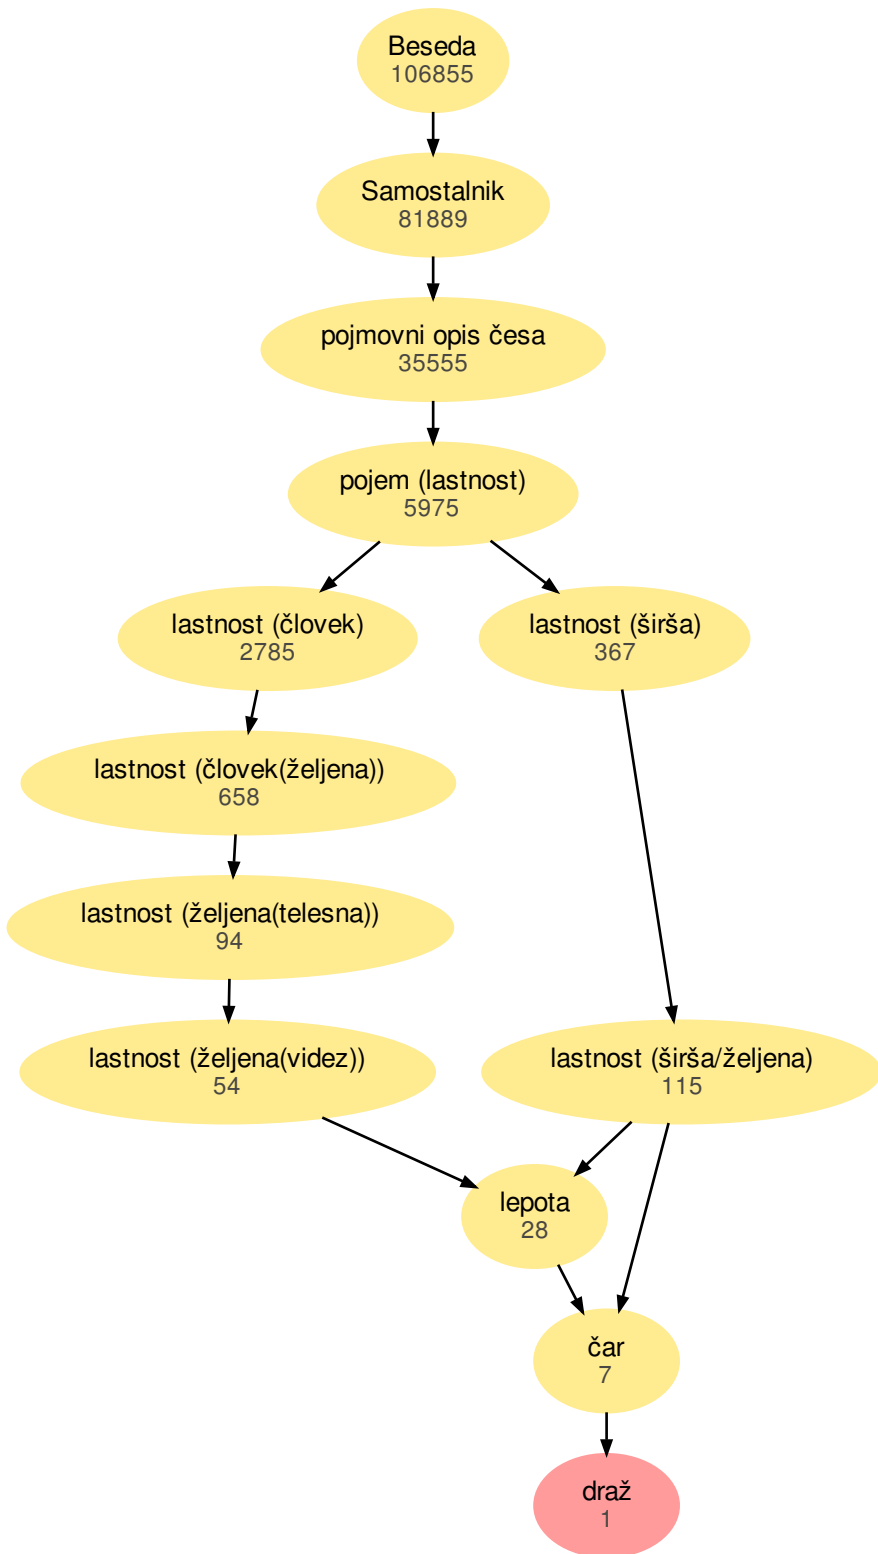 Beseda
106855
Samostalnik
81889
pojmovni opis česa
35555
pojem (lastnost)
5975
lastnost (človek)
2785
lastnost (širša)
367
lastnost (človek(željena))
658
lastnost (željena(telesna))
94
lastnost (željena(videz))
54
lastnost (širša/željena)
115
lepota
28
čar
7
draž
1